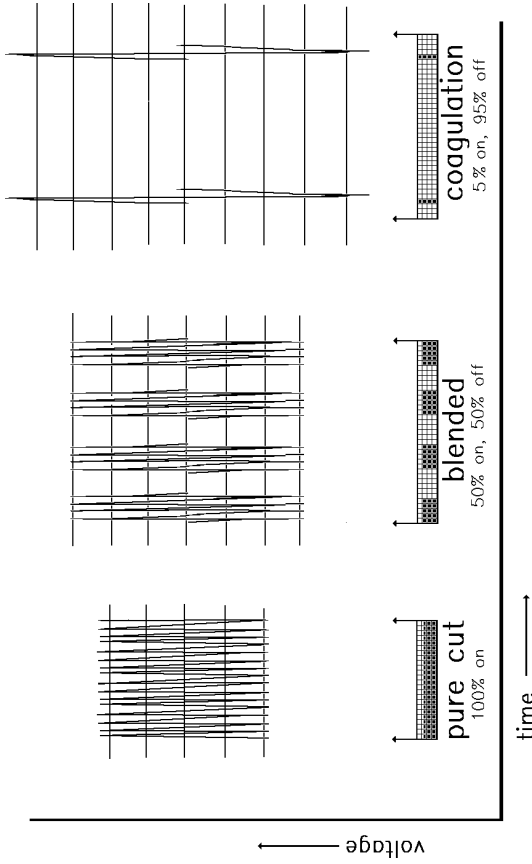 voltage
pure cut
100% on
blended
50% on, 50% off
coagulation
5% on, 95% off
time